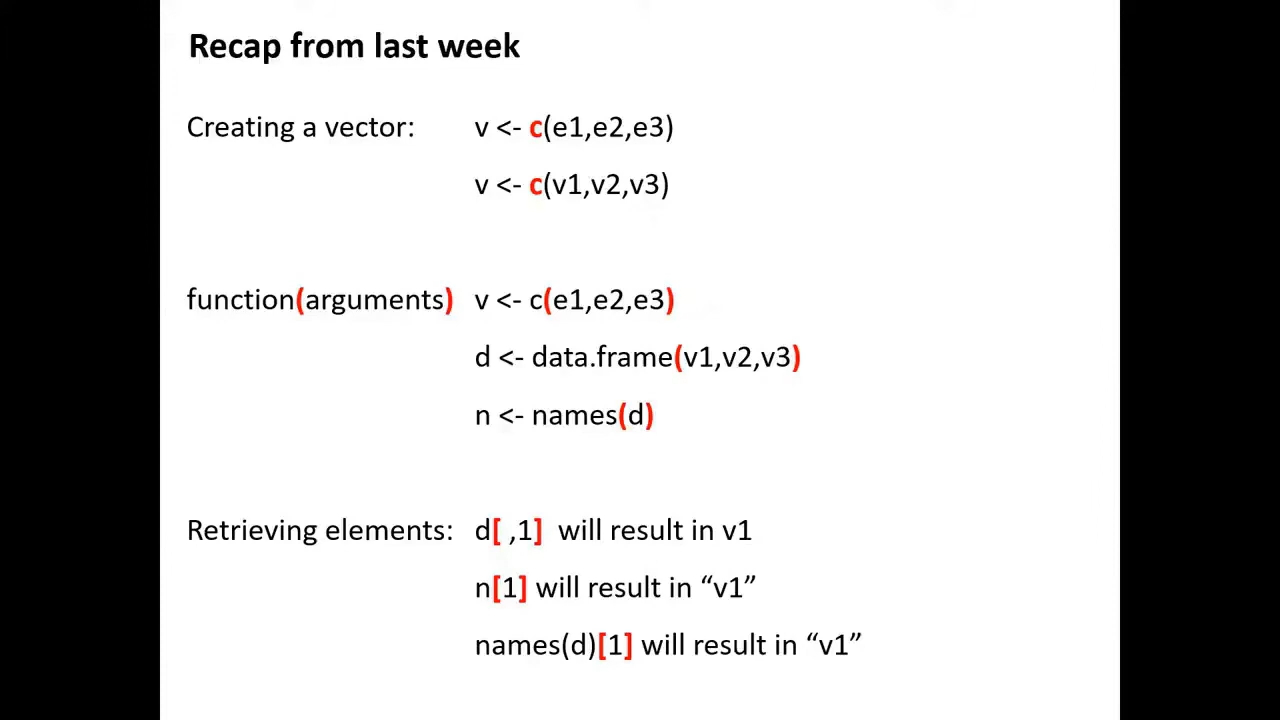 Recap from last week
Creating a vector: v <- c(e1,e2,e3)
v <- c(v1,v2,v3)
function(arguments) v <- c(e1,e2,e3)
d <- data.frame(v1,v2,v3)
n <- names(d)
Retrieving elements: d[ ,1] will result in v1
n[1] will result in “v1”
names(d)[1] will result in “v1”